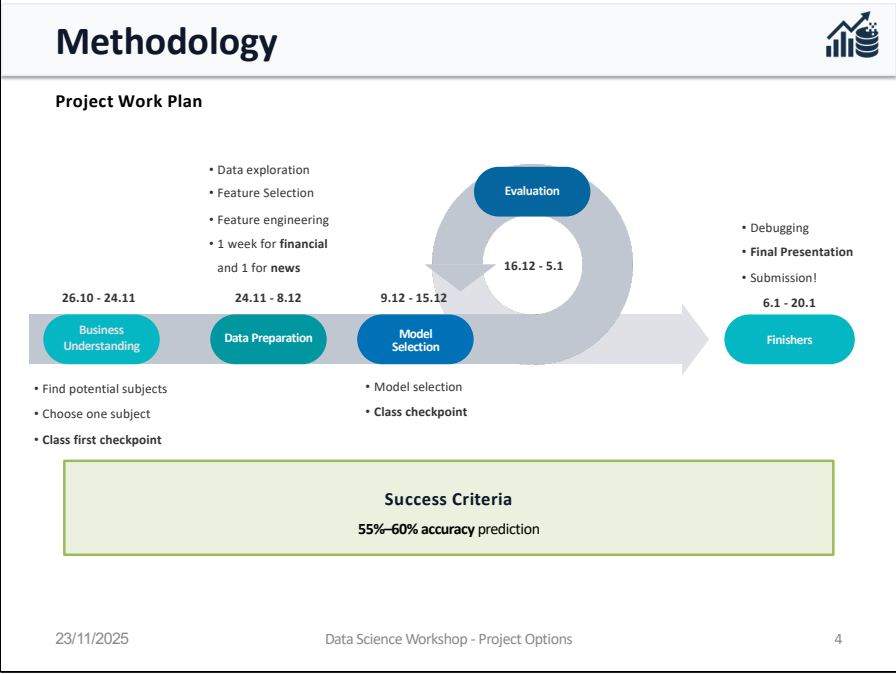 Methodology
Project Work Plan
• Data exploration
• Feature Selection
• Feature engineering
• 1 week for financial
and 1 for news
Evaluation
16.12 - 5.1
• Debugging
• Final Presentation
• Submission!
26.10 - 24.11
24.11 - 8.12
9.12 - 15.12
6.1 - 20.1
Business
Understanding
Data Preparation
Model
Selection
Finishers
• Find potential subjects
• Choose one subject
• Class first checkpoint
• Model selection
• Class checkpoint
Success Criteria
55%–60% accuracy prediction
23/11/2025
Data Science Workshop - Project Options
4